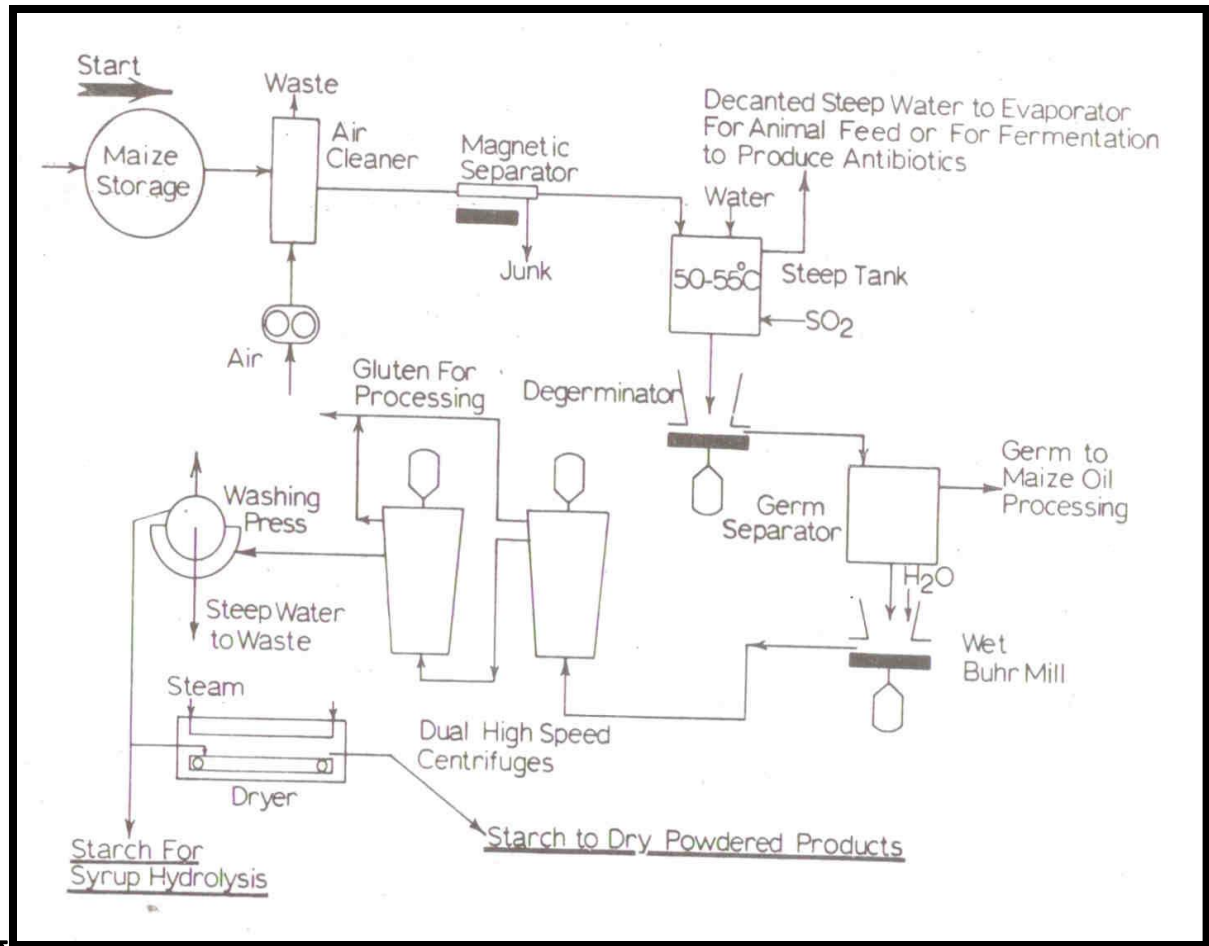 Start
Waste
Maize
Storage
Air
Cleaner
Magnetic
Separator
Junk
Air
Decanted Steep Water to Evaporator
For Animal Feed or For Fermentation
to Produce Antibiotics
Water
50-55°C
Steep Tank
SO2
Gluten For
Processing
Degerminator
Germ to
Maize Oil
Processing
Germ
Separator
H2O
Washing
Press
Steep Water
to Waste
Wet
Buhr Mill
Steam
Dual High Speed
Centrifuges
Dryer
Starch to Dry Powdered Products
Starch For
Syrup Hydrolysis